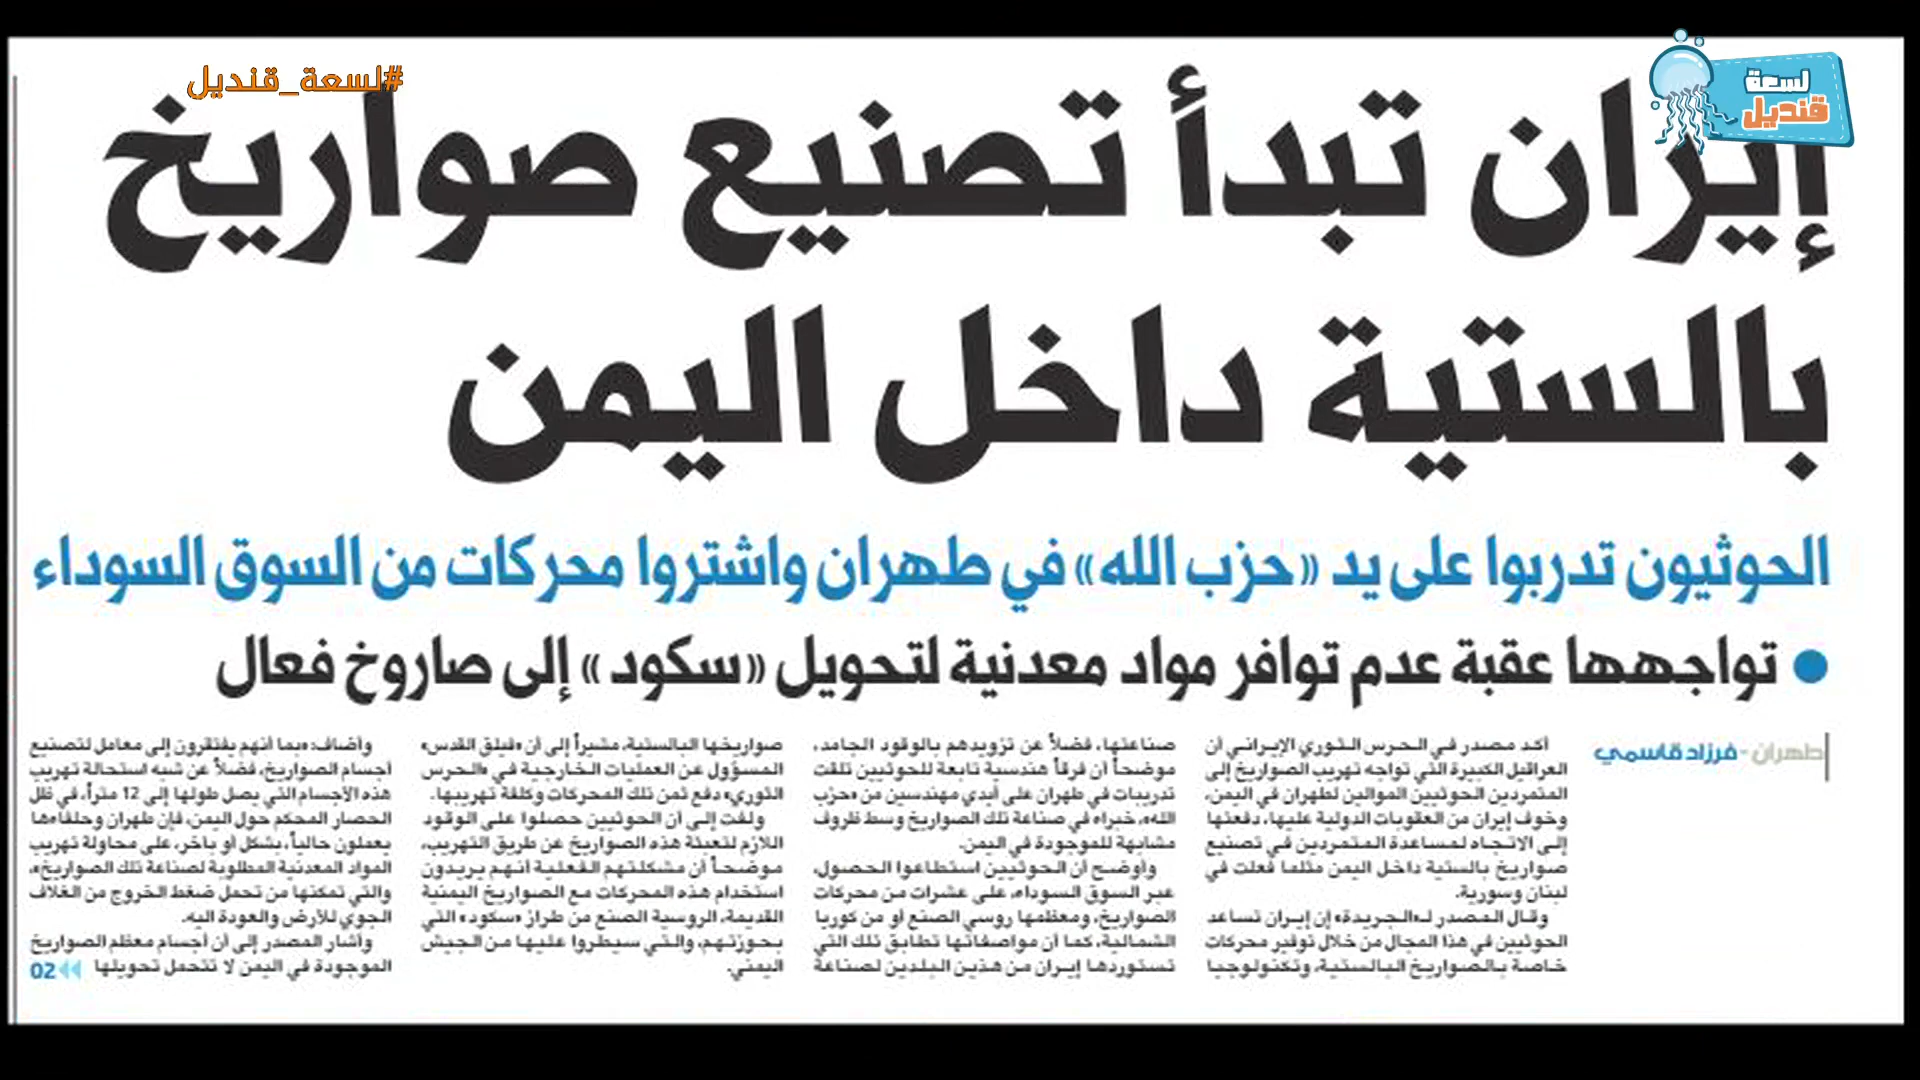 #لسعة_قنديل
لسعة
قنديل
إيران تبدأ تصنيع صواريخ
بالستية داخل اليمن
الحوثيون تدربوا على يد «حزب الله» في طهران واشتروا محركات من السوق السوداء
● تواجهها عقبة عدم توافر مواد معدنية لتحويل «سكود» إلى صاروخ فعال
طهران - فرزاد قاسمي
أكد مصدر في الحرس الثوري الإيراني أن
العراقيل الكبيرة التي تواجه تهريب الصواريخ إلى
المتمردين الحوثيين الموالين لطهران في اليمن،
وخوف إيران من العقوبات الدولية عليها، دفعتها
إلى الاتجاه لمساعدة المتمردين في تصنيع
صواريخ بالستية داخل اليمن مثلما فعلت في
لبنان وسورية.
وقال المصدر لـ«الجريدة» إن إيران تساعد
الحوثيين في هذا المجال من خلال توفير محركات
خاصة بالصواريخ البالستية، وتكنولوجيا
صناعتها، فضلاً عن تزويدهم بالوقود الجامد،
موضحاً أن فرقاً هندسية تابعة للحوثيين تلقت
تدريبات في طهران على أيدي مهندسين من «حزب
الله»، خبراء في صناعة تلك الصواريخ وسط ظروف
مشابهة للموجودة في اليمن.
وأوضح أن الحوثيين استطاعوا الحصول،
عبر السوق السوداء، على عشرات من محركات
الصواريخ، ومعظمها روسي الصنع أو من كوريا
الشمالية، كما أن مواصفاتها تطابق تلك التي
تستوردها إيران من هذين البلدين لصناعة
صواريخها البالستية، مشيراً إلى أن «فيلق القدس»
المسؤول عن العمليات الخارجية في «الحرس
الثوري» دفع ثمن تلك المحركات وكلفة تهريبها.
ولفت إلى أن الحوثيين حصلوا على الوقود
اللازم لتعبئة هذه الصواريخ عن طريق التهريب،
موضحاً أن مشكلتهم الفعلية أنهم يريدون
استخدام هذه المحركات مع الصواريخ اليمنية
القديمة، الروسية الصنع من طراز «سكود» التي
بحوزتهم، والتي سيطروا عليها من الجيش
اليمني.
وأضاف: «بما أنهم يفتقرون إلى معامل لتصنيع
أجسام الصواريخ، فضلاً عن شبه استحالة تهريب
هذه الأجسام التي يصل طولها إلى 12 متراً، في ظل
الحصار المحكم حول اليمن، فإن طهران وحلفاءها
يعملون حالياً، بشكل أو بآخر، على محاولة تهريب
المواد المعدنية المطلوبة لصناعة تلك الصواريخ»،
والتي تمكنها من تحمل ضغط الخروج من الغلاف
الجوي للأرض والعودة إليه.
وأشار المصدر إلى أن أجسام معظم الصواريخ
الموجودة في اليمن لا تتحمل تحويلها 02